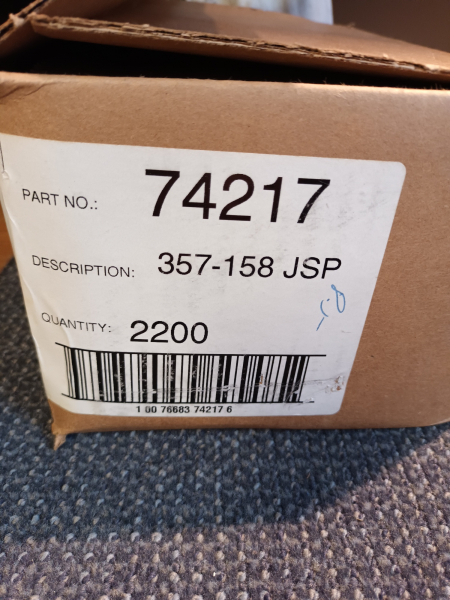 PART NO.: 74217
DESCRIPTION: 357-158 JSP
QUANTITY: 2200
1 00 76683 74217 6